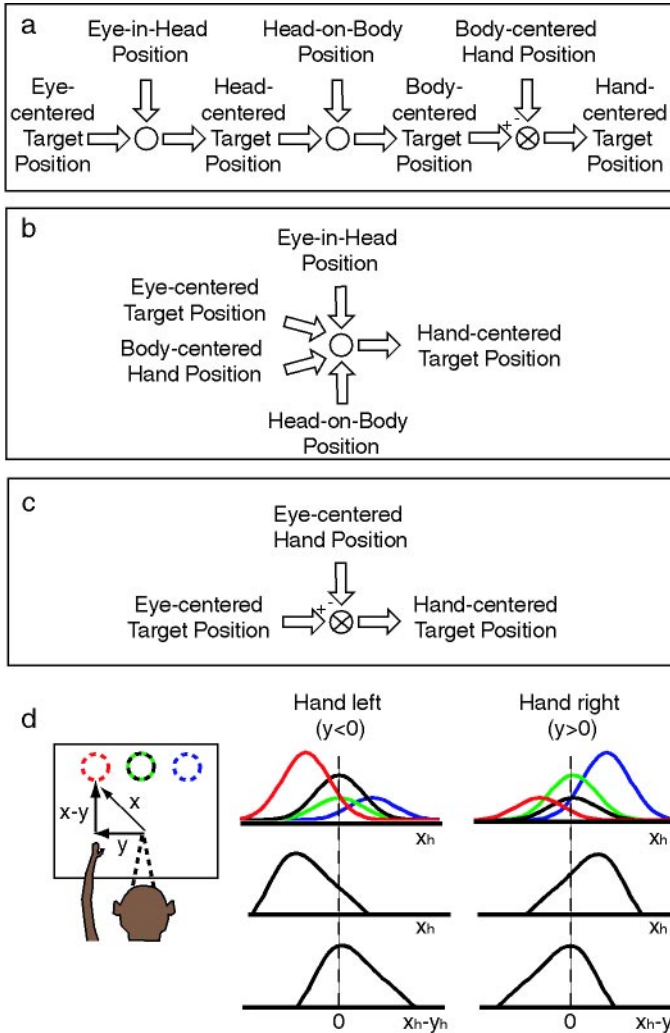 a
Eye-in-Head
Position
Head-on-Body
Position
Body-centered
Hand Position
Eye-
centered
Target
Position
Head-
centered
Target
Position
Body-
centered
Target
Position
+ -
Hand-
centered
Target
Position
b
Eye-in-Head
Position
Eye-centered
Target Position
Body-centered
Hand Position
Hand-centered
Target Position
Head-on-Body
Position
c
Eye-centered
Hand Position
Eye-centered
Target Position
+ -
Hand-centered
Target Position
d
x-y
x
y
Hand left
(y<0)
Hand right
(y>0)
xh
xh
xh
xh
0
xh-yh
0
xh-y